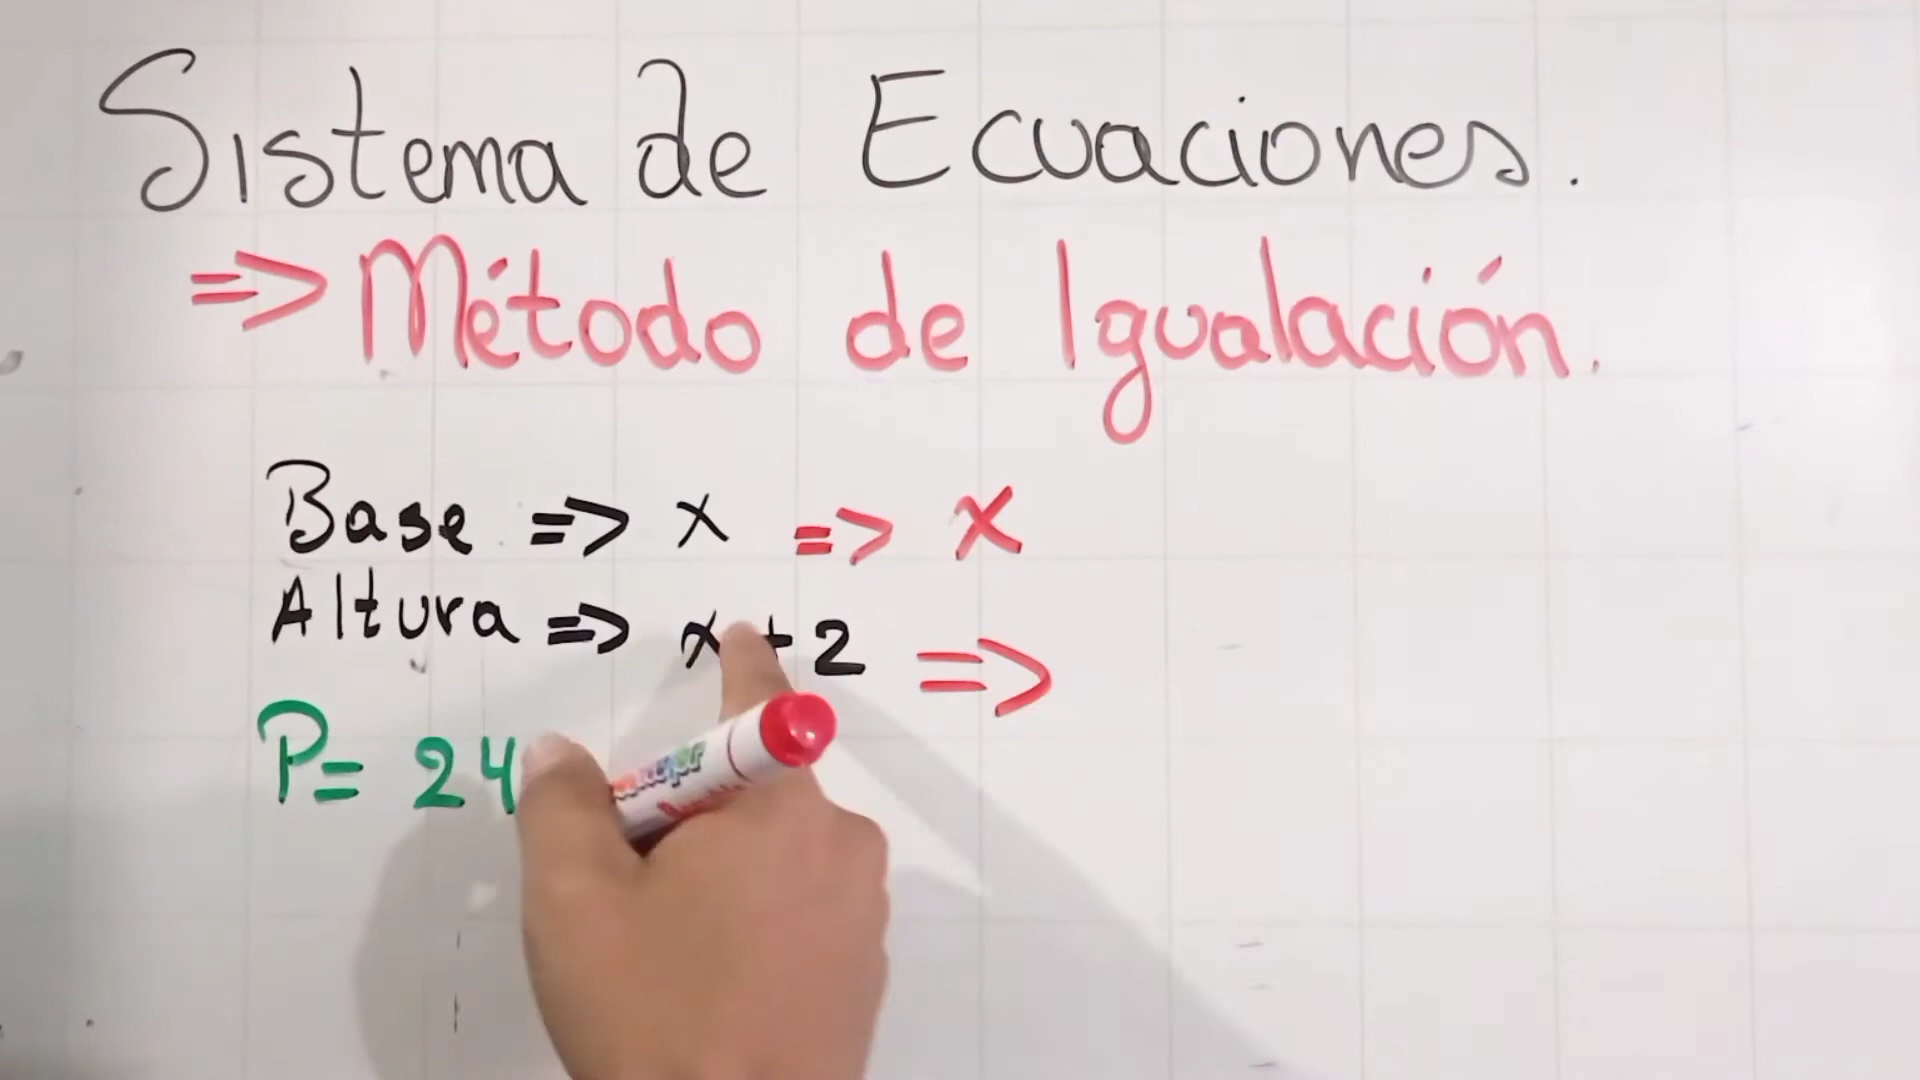 Sistema de Ecuaciones.
=> Método de Igualación.
Base => x => x
Altura => x + 2 =>
P = 24